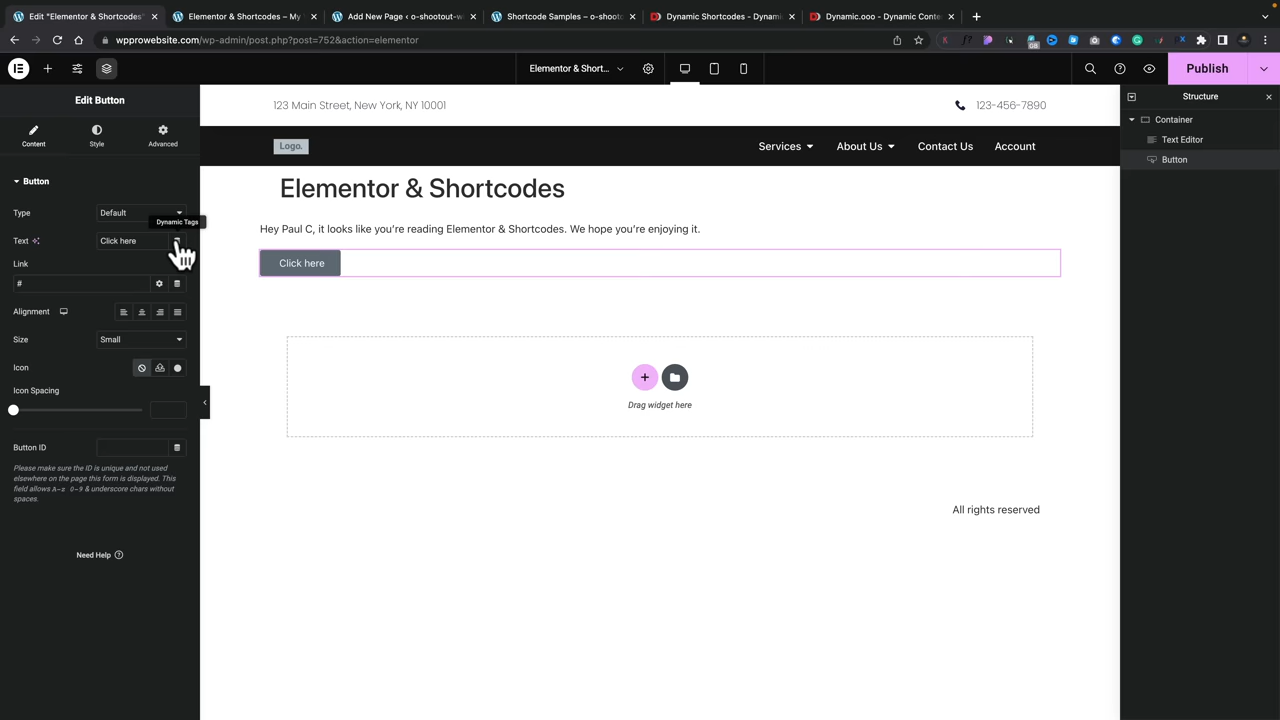 Edit "Elementor & Shortcodes"
Elementor & Shortcodes – My
Add New Page ‹ o-shootout-w
Shortcode Samples – o-shooto
Dynamic Shortcodes - Dynami
Dynamic.ooo - Dynamic Conte
wpprowebsite.com/wp-admin/post.php?post=752&action=elementor
Elementor & Short...
Publish
Edit Button
Content
Style
Advanced
Button
Type
Default
Dynamic Tags
Text
Click here
Link
#
Alignment
Size
Small
Icon
Icon Spacing
Button ID
Please make sure the ID is unique and not used
elsewhere on the page this form is displayed. This
field allows A-z 0-9 & underscore chars without
spaces.
Need Help
123 Main Street, New York, NY 10001
123-456-7890
Logo.
Services
About Us
Contact Us
Account
Elementor & Shortcodes
Hey Paul C, it looks like you're reading Elementor & Shortcodes. We hope you're enjoying it.
Click here
Drag widget here
All rights reserved
Structure
Container
Text Editor
Button